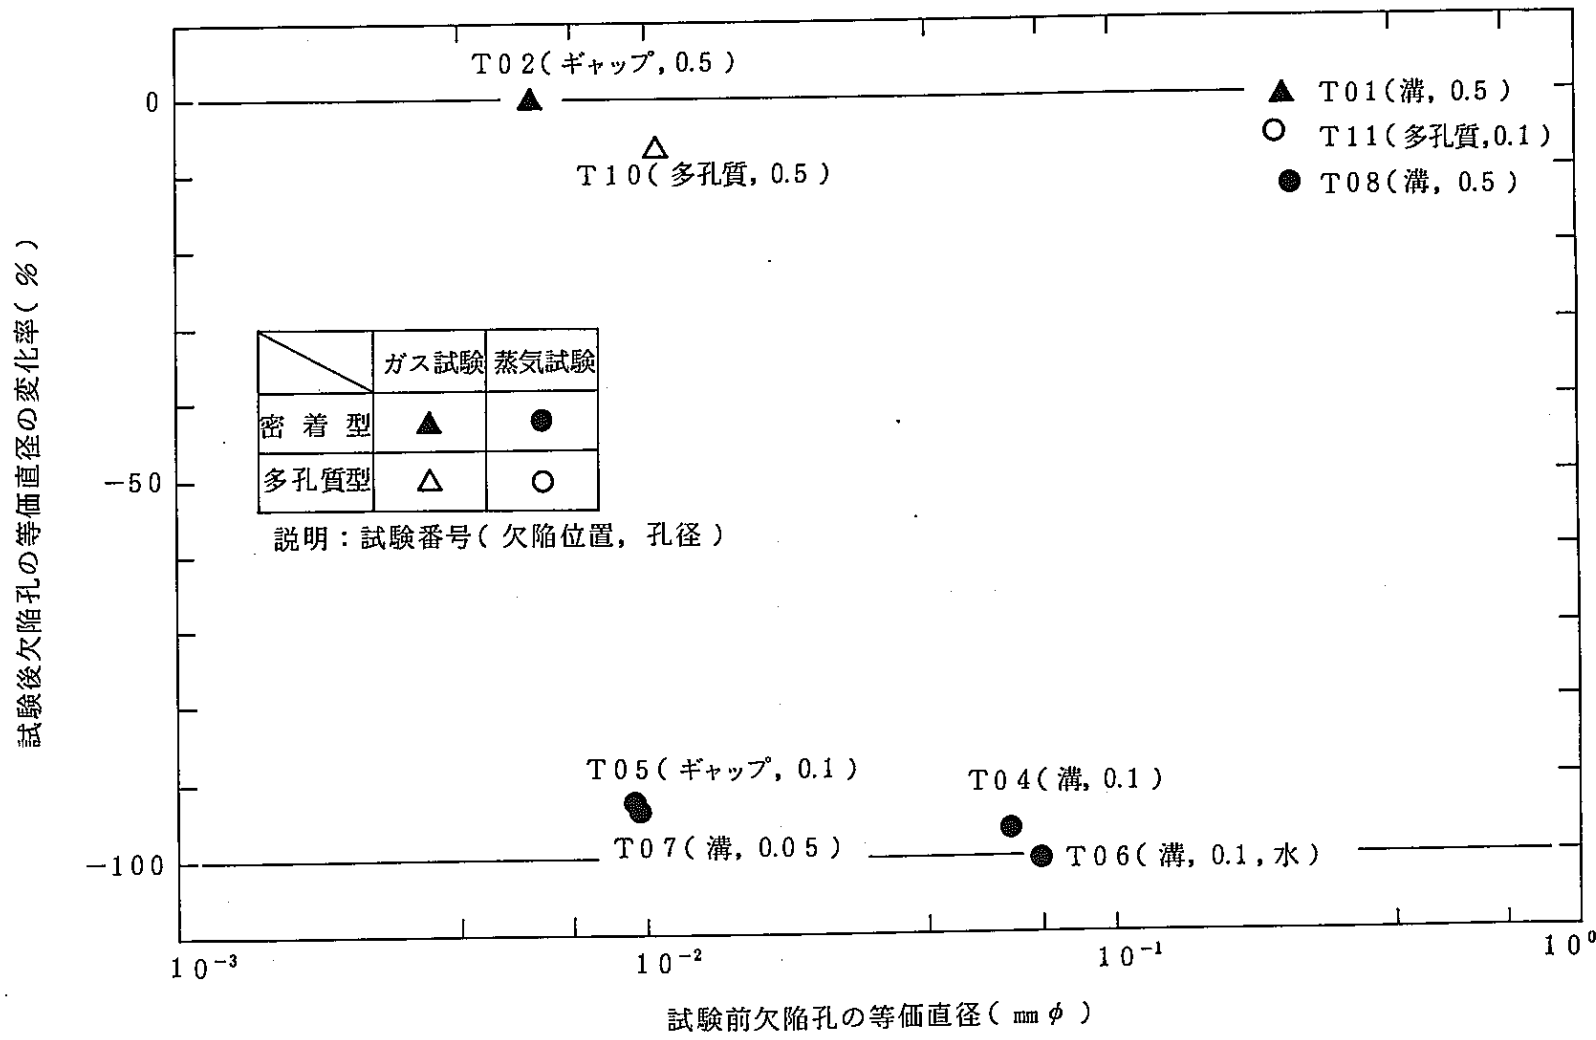 T02(ギャップ, 0.5)
0
T01(溝, 0.5)
T11(多孔質, 0.1)
T10(多孔質, 0.5)
T08(溝, 0.5)
試験後欠陥孔の等価直径の変化率(%)
ガス試験 蒸気試験
密着型
多孔質型
-50
説明:試験番号(欠陥位置, 孔径)
T05(ギャップ, 0.1)
T04(溝, 0.1)
T07(溝, 0.05)
-100
T06(溝, 0.1, 水)
10⁻³ 10⁻² 10⁻¹ 10⁰
試験前欠陥孔の等価直径(㎜φ)